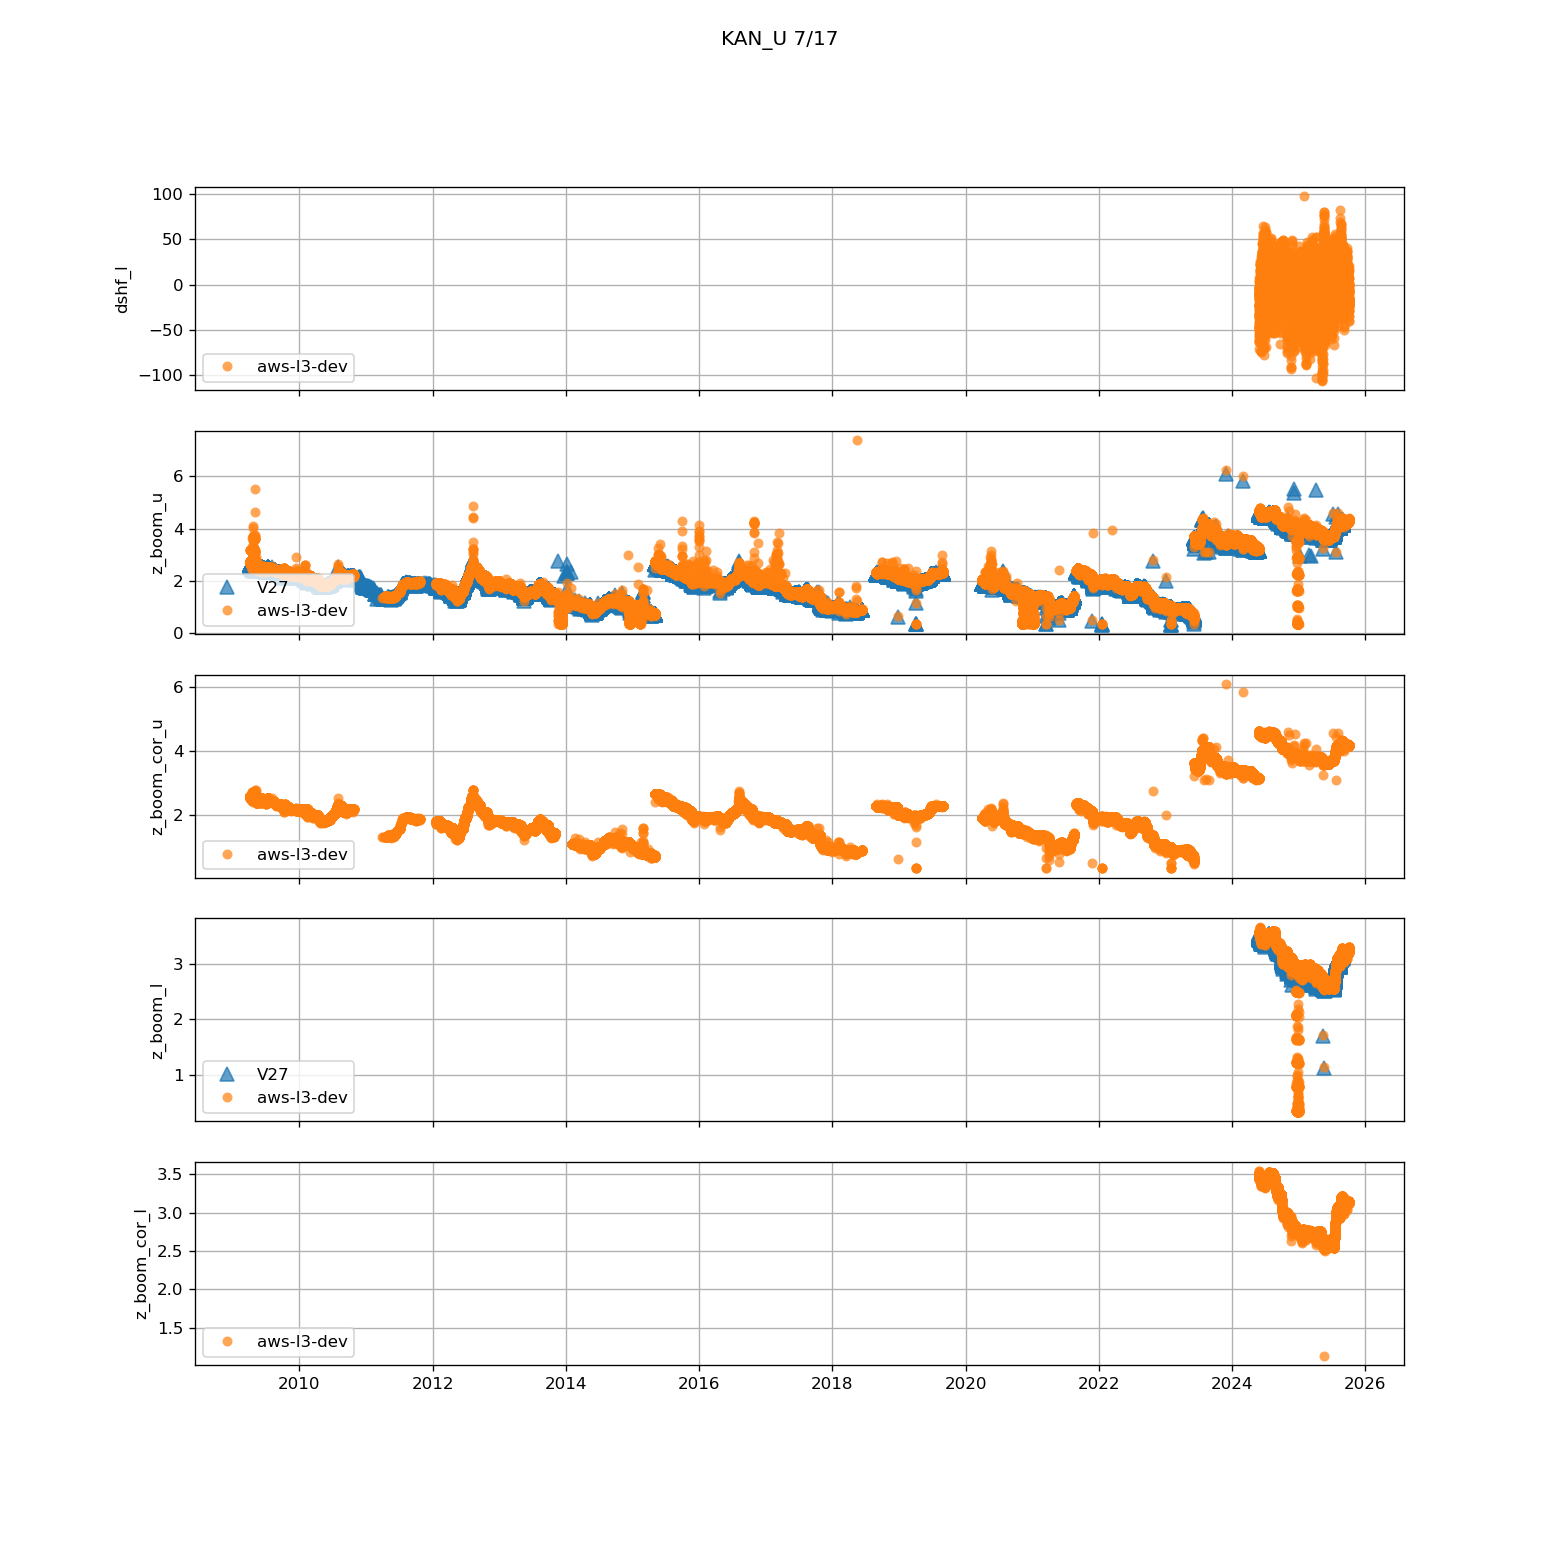 KAN_U 7/17
100
50
0
−50
−100
dshf_l
aws-l3-dev
6
4
2
0
z_boom_u
V27
aws-l3-dev
6
4
2
z_boom_cor_u
aws-l3-dev
3
2
1
z_boom_l
V27
aws-l3-dev
3.5
3.0
2.5
2.0
1.5
z_boom_cor_l
aws-l3-dev
2010 2012 2014 2016 2018 2020 2022 2024 2026